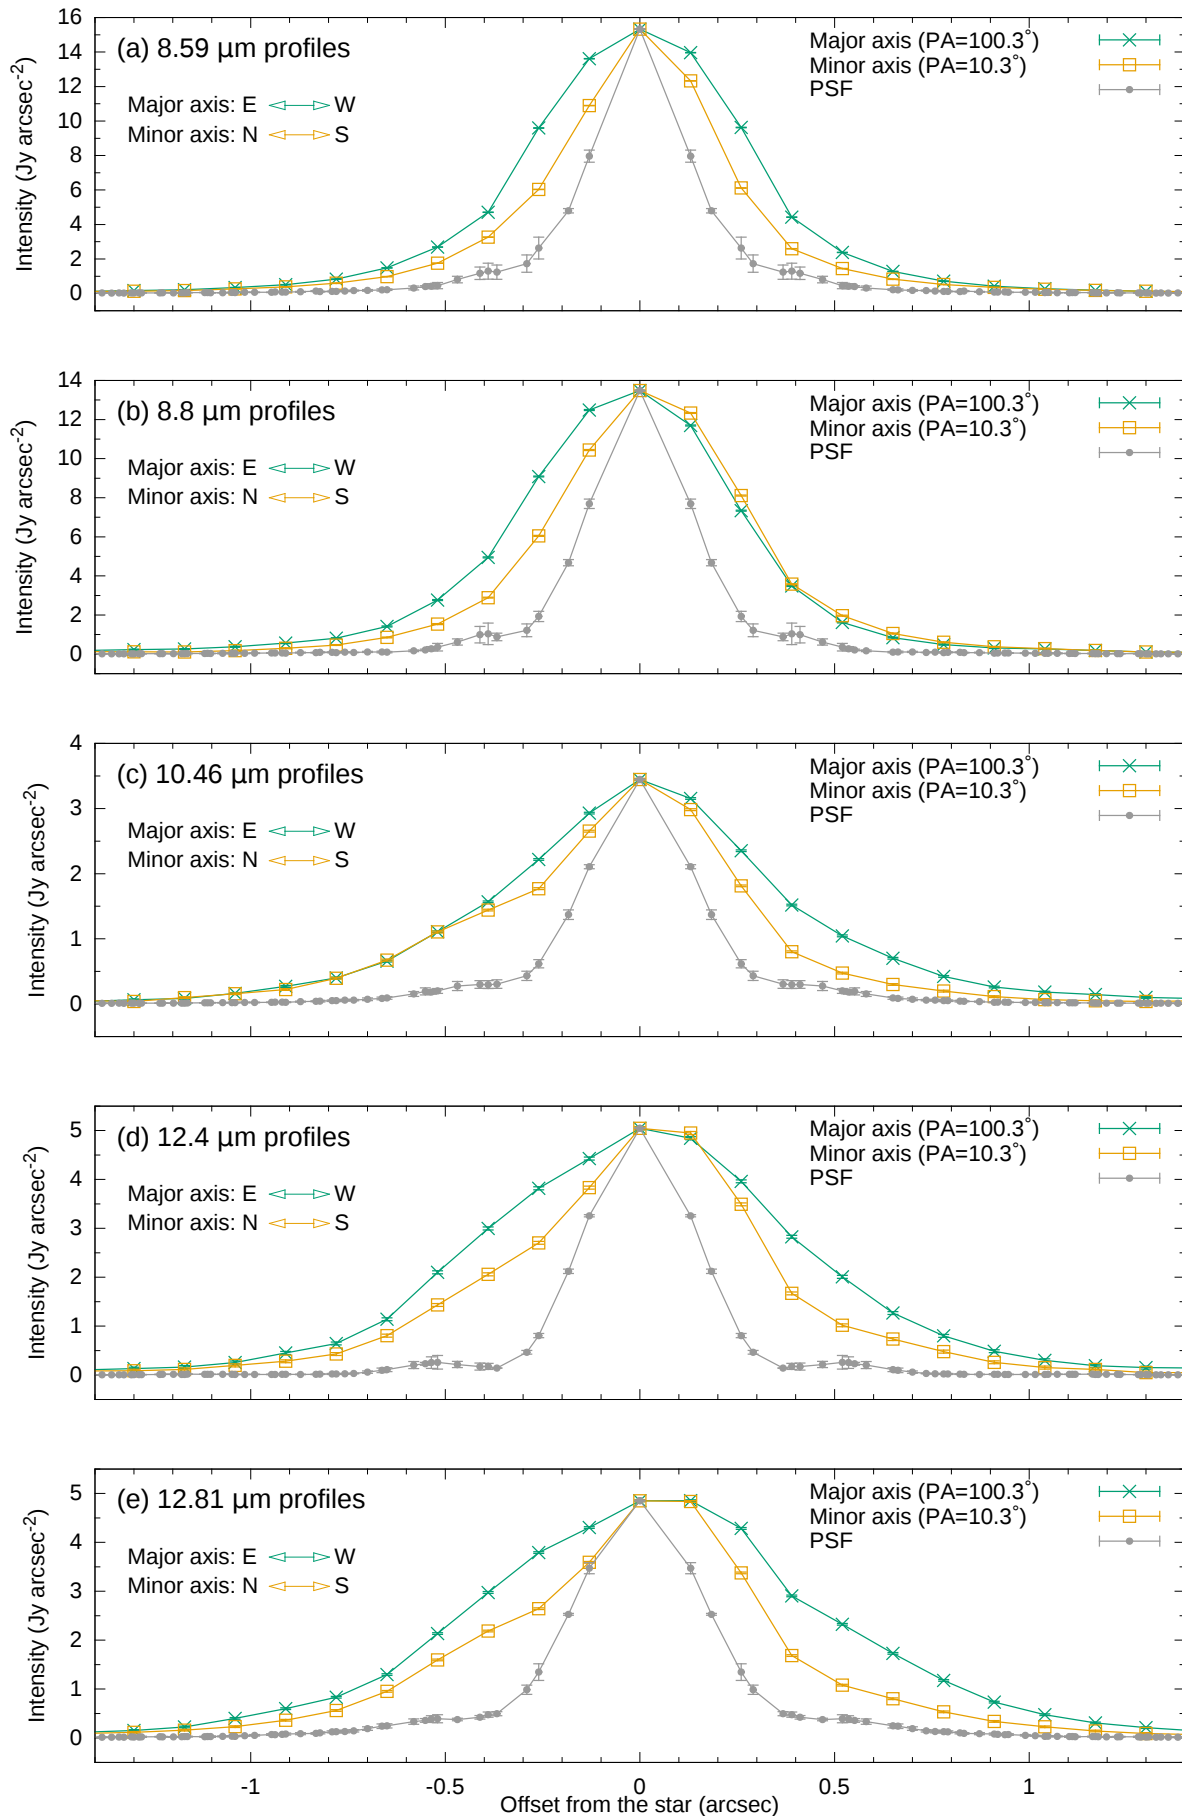 (a) 8.59 µm profiles
Major axis: E W
Minor axis: N S
Major axis (PA=100.3°)
Minor axis (PA=10.3°)
PSF
Intensity (Jy arcsec⁻²)
16
14
12
10
8
6
4
2
0
(b) 8.8 µm profiles
Major axis: E W
Minor axis: N S
Major axis (PA=100.3°)
Minor axis (PA=10.3°)
PSF
Intensity (Jy arcsec⁻²)
14
12
10
8
6
4
2
0
(c) 10.46 µm profiles
Major axis: E W
Minor axis: N S
Major axis (PA=100.3°)
Minor axis (PA=10.3°)
PSF
Intensity (Jy arcsec⁻²)
4
3
2
1
0
(d) 12.4 µm profiles
Major axis: E W
Minor axis: N S
Major axis (PA=100.3°)
Minor axis (PA=10.3°)
PSF
Intensity (Jy arcsec⁻²)
5
4
3
2
1
0
(e) 12.81 µm profiles
Major axis: E W
Minor axis: N S
Major axis (PA=100.3°)
Minor axis (PA=10.3°)
PSF
Intensity (Jy arcsec⁻²)
5
4
3
2
1
0
-1 -0.5 0 0.5 1
Offset from the star (arcsec)